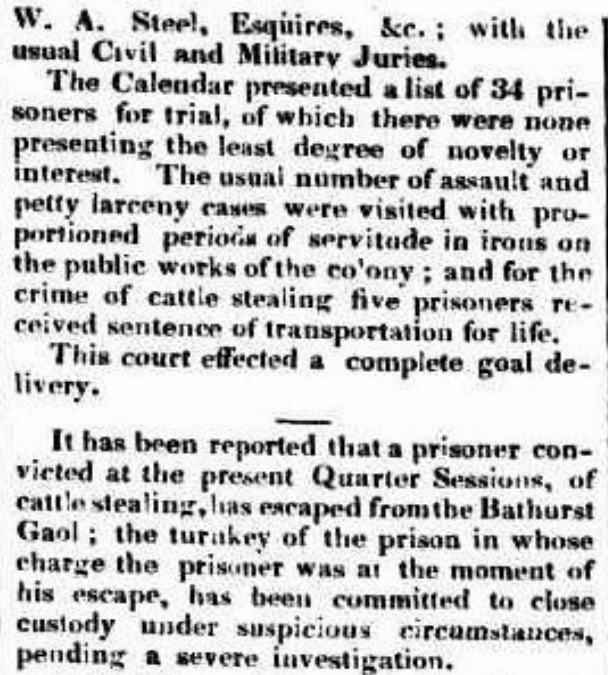 W. A. Steel, Esquires, &c. ; with the
usual Civil and Military Juries.
The Calendar presented a list of 34 pri-
soners for trial, of which there were none
presenting the least degree of novelty or
interest. The usual number of assault and
petty larceny cases were visited with pro-
portioned periods of servitude in irons on
the public works of the co'ony ; and for the
crime of cattle stealing five prisoners re-
ceived sentence of transportation for life.
This court effected a complete goal de-
livery.
It has been reported that a prisoner con-
victed at the present Quarter Sessions, of
cattle stealing, has escaped from the Bathurst
Gaol ; the turnkey of the prison in whose
charge the prisoner was at the moment of
his escape, has been committed to close
custody under suspicious circumstances,
pending a severe investigation.